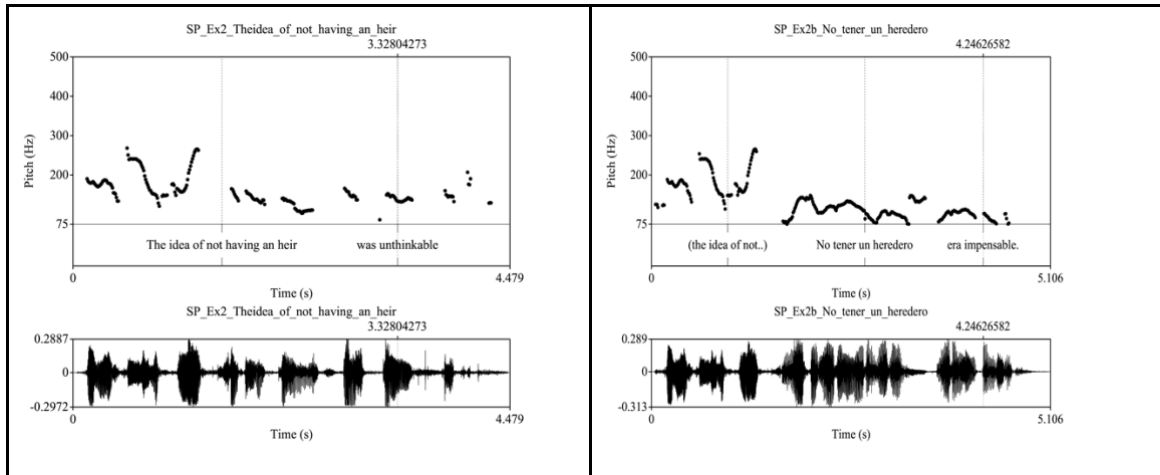 SP_Ex2_Theidea_of_not_having_an_heir
3.32804273
500
400
300
200
75
Pitch (Hz)
The idea of not having an heir
was unthinkable
0
4.479
Time (s)
SP_Ex2_Theidea_of_not_having_an_heir
3.32804273
0.2887
0
-0.2972
0
4.479
Time (s)
SP_Ex2b_No_tener_un_heredero
4.24626582
500
400
300
200
75
Pitch (Hz)
(the idea of not..)
No tener un heredero
era impensable.
0
5.106
Time (s)
SP_Ex2b_No_tener_un_heredero
4.24626582
0.289
0
-0.313
0
5.106
Time (s)